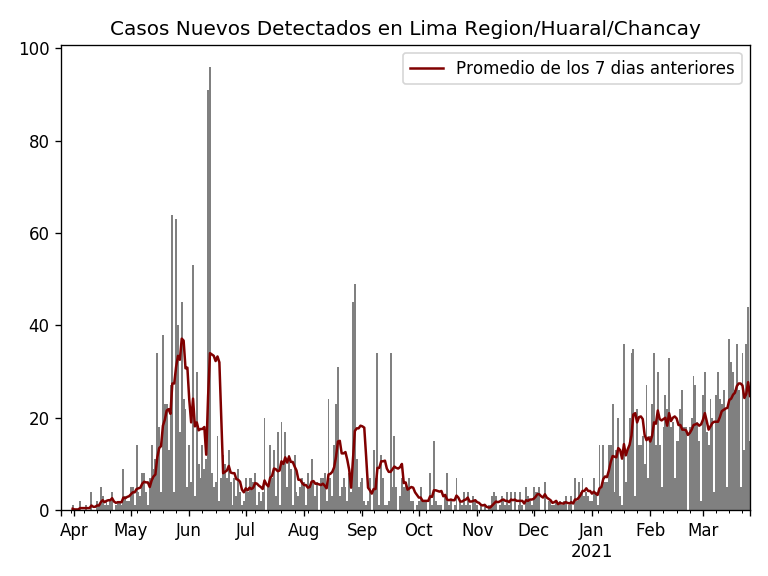 Casos Nuevos Detectados en Lima Region/Huaral/Chancay
Promedio de los 7 dias anteriores
100
80
60
40
20
0
Apr May Jun Jul Aug Sep Oct Nov Dec Jan Feb Mar
2021